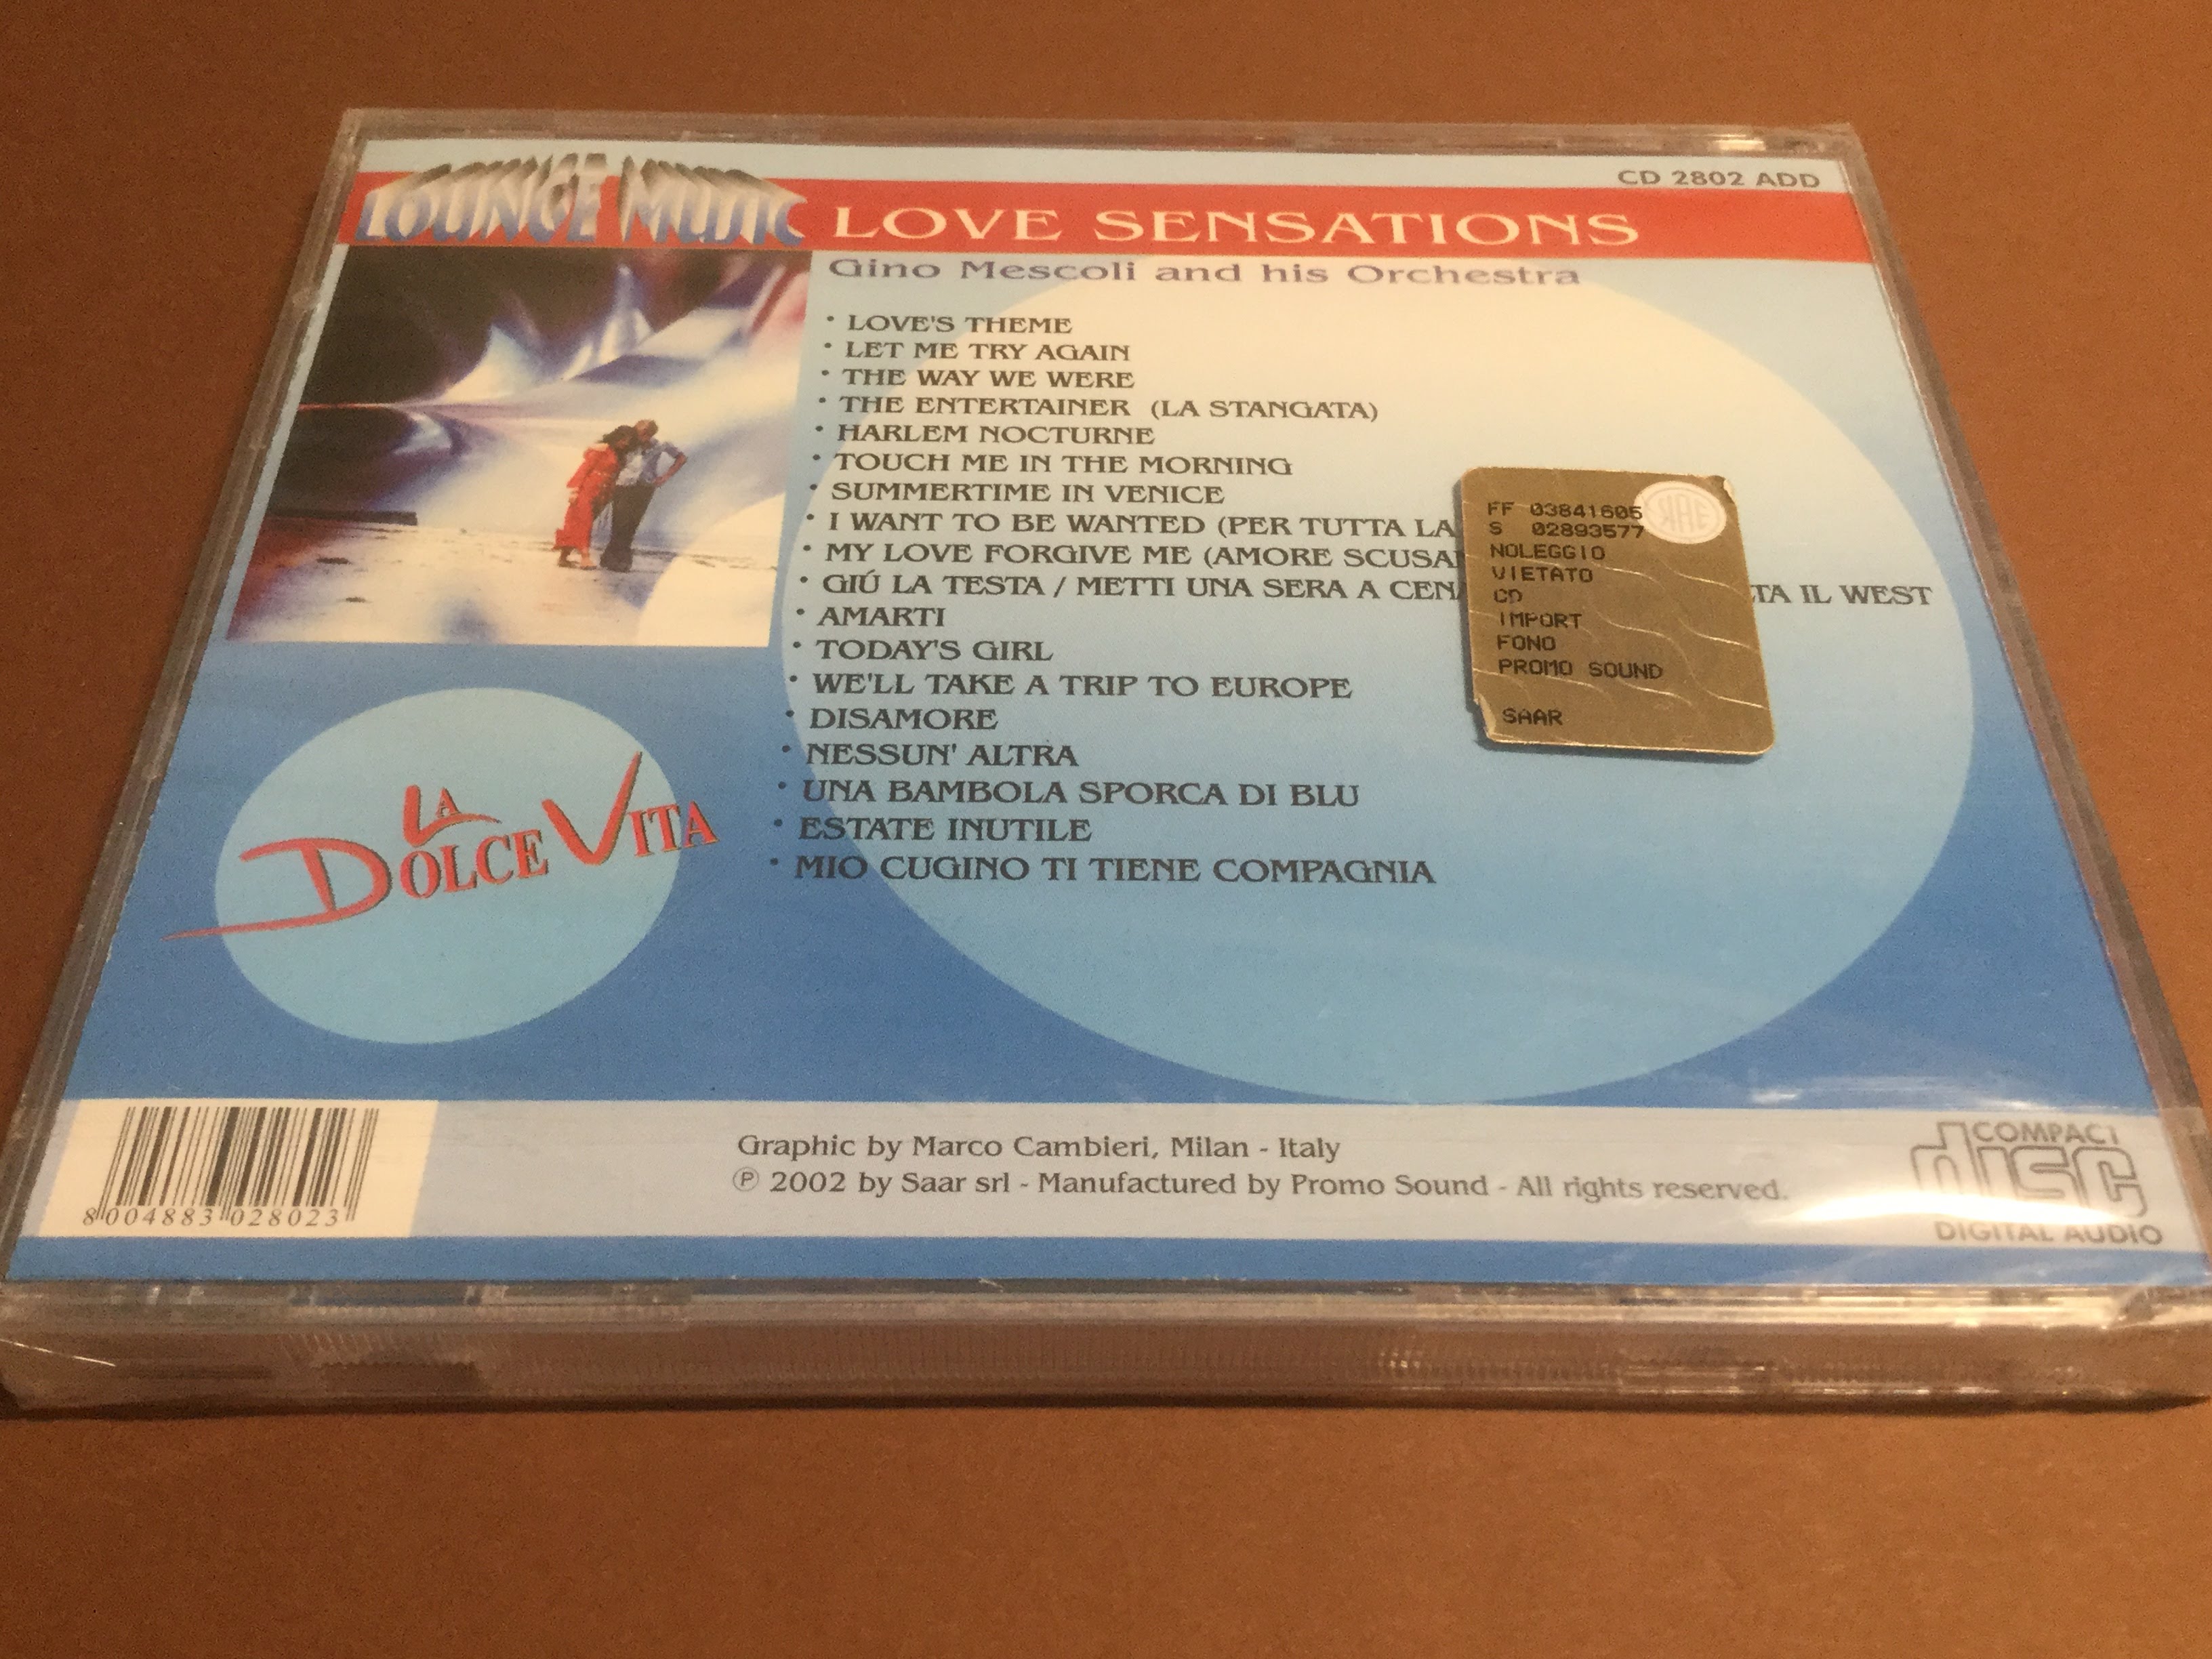 CD 2802 ADD
LOUNGE MUSIC
LOVE SENSATIONS
Gino Mescoli and his Orchestra
• LOVE'S THEME
• LET ME TRY AGAIN
• THE WAY WE WERE
• THE ENTERTAINER (LA STANGATA)
• HARLEM NOCTURNE
• TOUCH ME IN THE MORNING
• SUMMERTIME IN VENICE
• I WANT TO BE WANTED (PER TUTTA LA
• MY LOVE FORGIVE ME (AMORE
• GIÚ LA TESTA / METTI UNA SERA A IL WEST
• AMARTI
• TODAY'S GIRL
• WE'LL TAKE A TRIP TO EUROPE
• DISAMORE
• NESSUN' ALTRA
• UNA BAMBOLA SPORCA DI BLU
• ESTATE INUTILE
• MIO CUGINO TI TIENE COMPAGNIA
FF 03841605
S 02893577
NOLEGGIO
VIETATO
CD
IMPORT
FONO
PROMO SOUND
SAAR
LA
DOLCE VITA
8 004883 028023
Graphic by Marco Cambieri, Milan - Italy
℗ 2002 by Saar srl - Manufactured by Promo Sound - All rights reserved.
COMPACT
disc
DIGITAL AUDIO